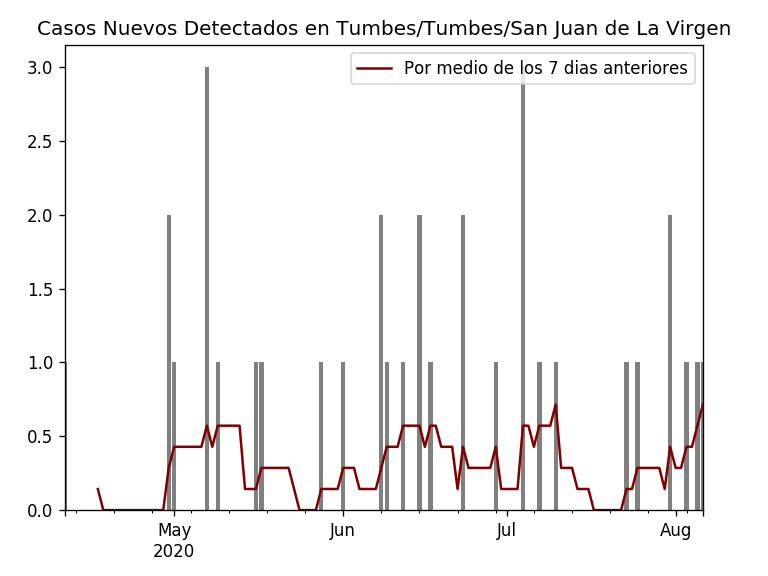 Casos Nuevos Detectados en Tumbes/Tumbes/San Juan de La Virgen
Por medio de los 7 dias anteriores
3.0
2.5
2.0
1.5
1.0
0.5
0.0
May Jun Jul Aug
2020